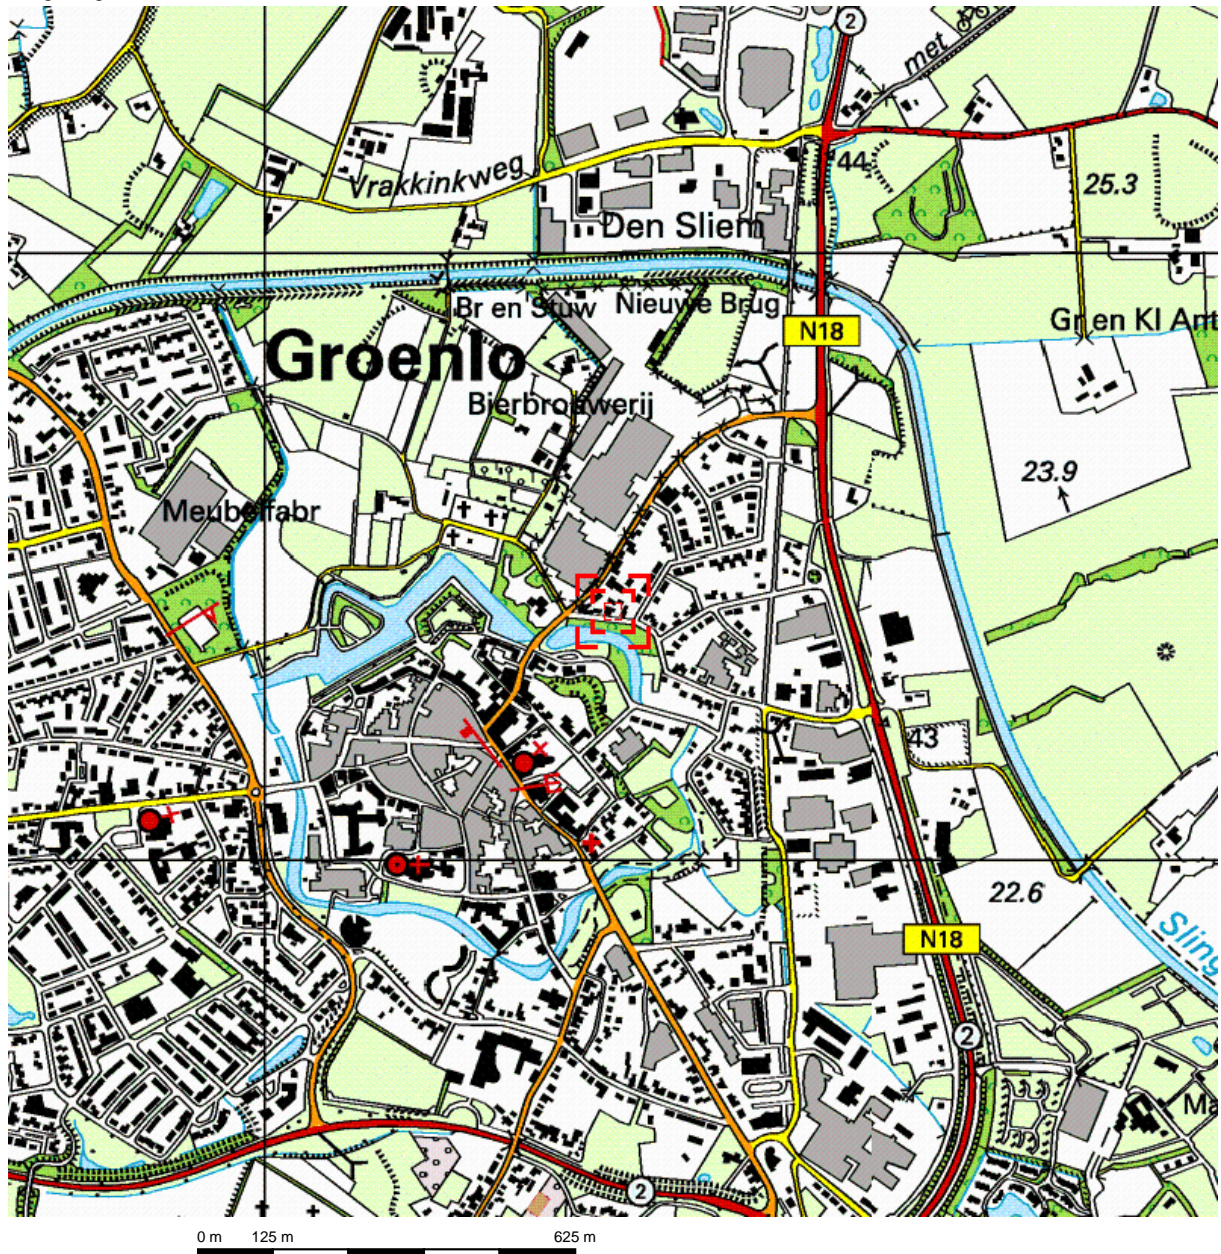 2
met
44
25.3
Vrakkinkweg
Den Sliem
Br en Stuw
Nieuwe Brug
N18
Gr en Kl Ant
Groenlo
Bierbrouwerij
23.9
Meubelfabr
43
22.6
N18
Sling
2
Ma
2
0 m 125 m 625 m